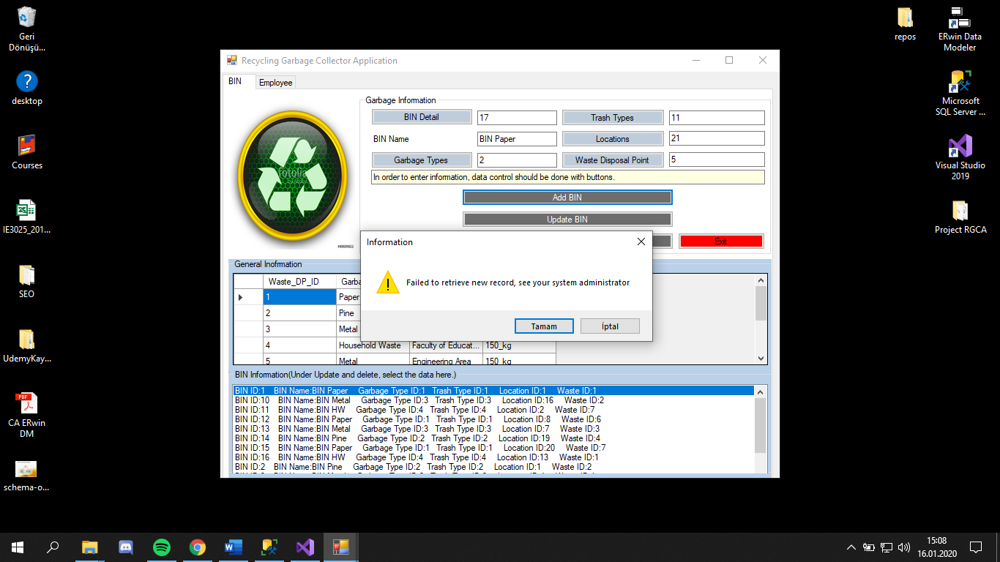 Geri
Dönüşü...
desktop
Courses
IE3025_201...
SEO
UdemyKay...
CA ERwin
DM
schema-o...
repos
ERwin Data
Modeler
Microsoft
SQL Server ...
Visual Studio
2019
Project RGCA
Recycling Garbage Collector Application
BIN
Employee
fotolia
#40609821
Garbage Information
BIN Detail
17
Trash Types
11
BIN Name
BIN Paper
Locations
21
Garbage Types
2
Waste Disposal Point
5
In order to enter infomation, data control should be done with buttons.
Add BIN
Update BIN
Exit
Information
Failed to retrieve new record, see your system administrator
Tamam
İptal
General Inofrmation
Waste_DP_ID
Garba
1
Paper
2
Pine
3
Metal
4
Household Waste
Faculty of Educat...
150_kg
5
Metal
Engineering Area
150_kg
BIN Information(Under Update and delete, select the data here.)
BIN ID:1 BIN Name:BIN Paper Garbage Type ID:1 Trash Type ID:1 Location ID:1 Waste ID:1
BIN ID:10 BIN Name:BIN Metal Garbage Type ID:3 Trash Type ID:3 Location ID:16 Waste ID:2
BIN ID:11 BIN Name:BIN HW Garbage Type ID:4 Trash Type ID:4 Location ID:2 Waste ID:7
BIN ID:12 BIN Name:BIN Paper Garbage Type ID:1 Trash Type ID:1 Location ID:8 Waste ID:6
BIN ID:13 BIN Name:BIN Metal Garbage Type ID:3 Trash Type ID:3 Location ID:7 Waste ID:3
BIN ID:14 BIN Name:BIN Pine Garbage Type ID:2 Trash Type ID:2 Location ID:19 Waste ID:4
BIN ID:15 BIN Name:BIN Paper Garbage Type ID:1 Trash Type ID:1 Location ID:20 Waste ID:7
BIN ID:16 BIN Name:BIN HW Garbage Type ID:4 Trash Type ID:4 Location ID:13 Waste ID:1
BIN ID:2 BIN Name:BIN Pine Garbage Type ID:2 Trash Type ID:2 Location ID:1 Waste ID:2
15:08
16.01.2020